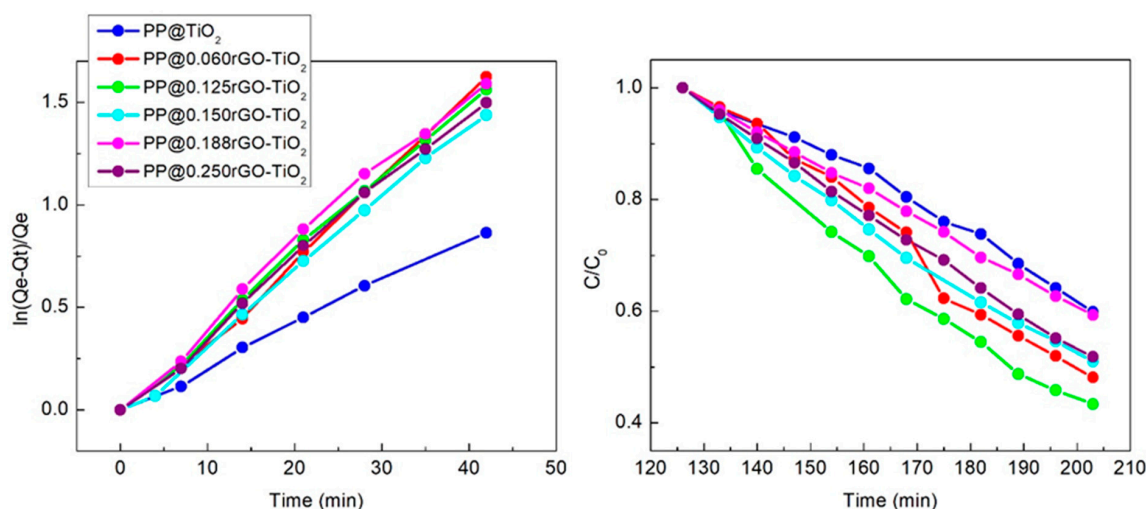 PP@TiO₂
PP@0.060rGO-TiO₂
PP@0.125rGO-TiO₂
PP@0.150rGO-TiO₂
PP@0.188rGO-TiO₂
PP@0.250rGO-TiO₂
ln(Qe-Qt)/Qe
1.5
1.0
0.5
0.0
0 10 20 30 40 50
Time (min)
C/C₀
1.0
0.8
0.6
0.4
120 130 140 150 160 170 180 190 200 210
Time (min)